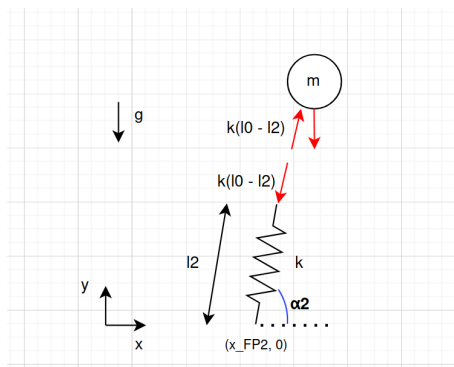 m
g
k(l0 - l2)
k(l0 - l2)
l2
k
y
α2
x
(x_FP2, 0)